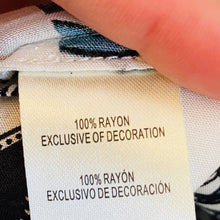 100% RAYON
EXCLUSIVE OF DECORATION
100% RAYÓN
EXCLUSIVO DE DECORACIÓN